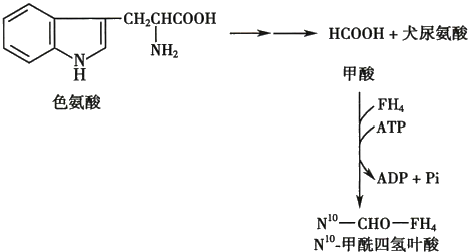 CH₂CHCOOH
NH₂
N
H
色氨酸
HCOOH + 犬尿氨酸
甲酸
FH₄
ATP
ADP + Pi
N¹⁰—CHO—FH₄
N¹⁰-甲酰四氢叶酸